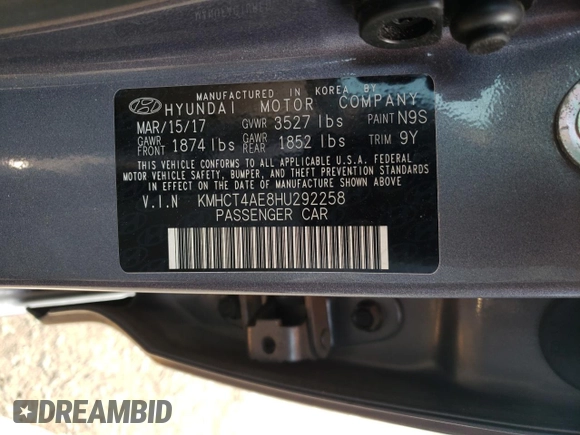 MANUFACTURED IN KOREA BY
HYUNDAI MOTOR COMPANY
MAR/15/17 GVWR 3527 lbs PAINT N9S
GAWR FRONT 1874 lbs GAWR REAR 1852 lbs TRIM 9Y
THIS VEHICLE CONFORMS TO ALL APPLICABLE U.S.A. FEDERAL
MOTOR VEHICLE SAFETY, BUMPER, AND THEFT PREVENTION STANDARDS
IN EFFECT ON THE DATE OF MANUFACTURE SHOWN ABOVE
V.I.N KMHCT4AE8HU292258
PASSENGER CAR
DREAMBID